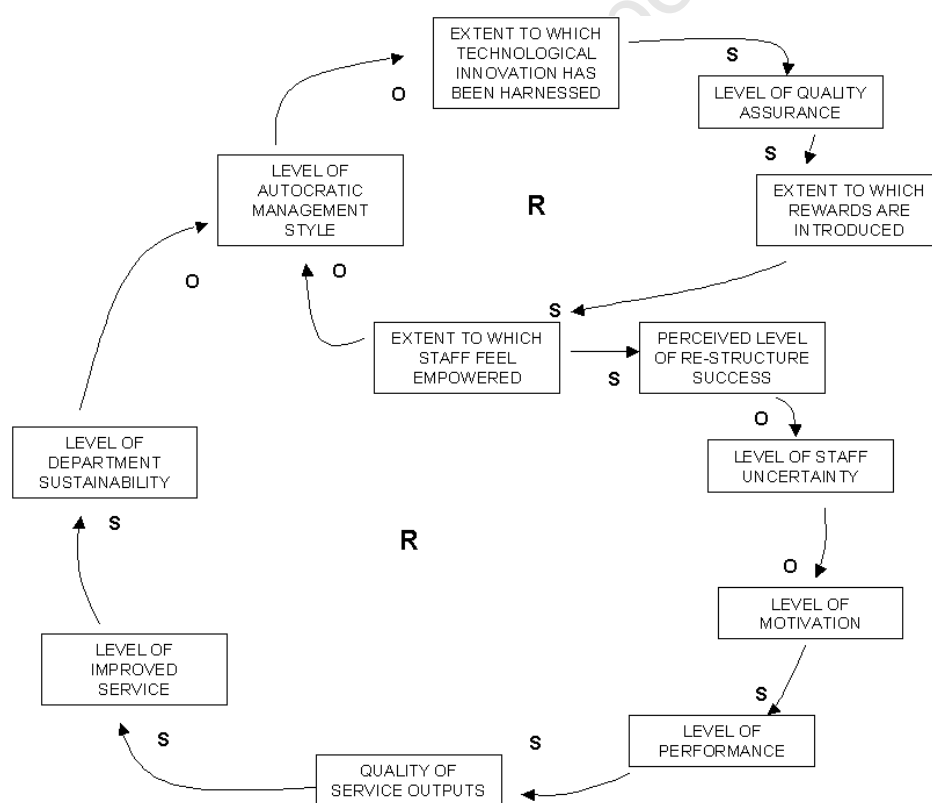 EXTENT TO WHICH
TECHNOLOGICAL
INNOVATION HAS
BEEN HARNESSED
S
LEVEL OF QUALITY
ASSURANCE
O
S
LEVEL OF
AUTOCRATIC
MANAGEMENT
STYLE
EXTENT TO WHICH
REWARDS ARE
INTRODUCED
R
O
O
S
EXTENT TO WHICH
STAFF FEEL
EMPOWERED
S
PERCEIVED LEVEL
OF RE-STRUCTURE
SUCCESS
O
LEVEL OF STAFF
UNCERTAINTY
LEVEL OF
DEPARTMENT
SUSTAINABILITY
S
R
O
LEVEL OF
MOTIVATION
LEVEL OF
IMPROVED
SERVICE
S
LEVEL OF
PERFORMANCE
S
S
QUALITY OF
SERVICE OUTPUTS